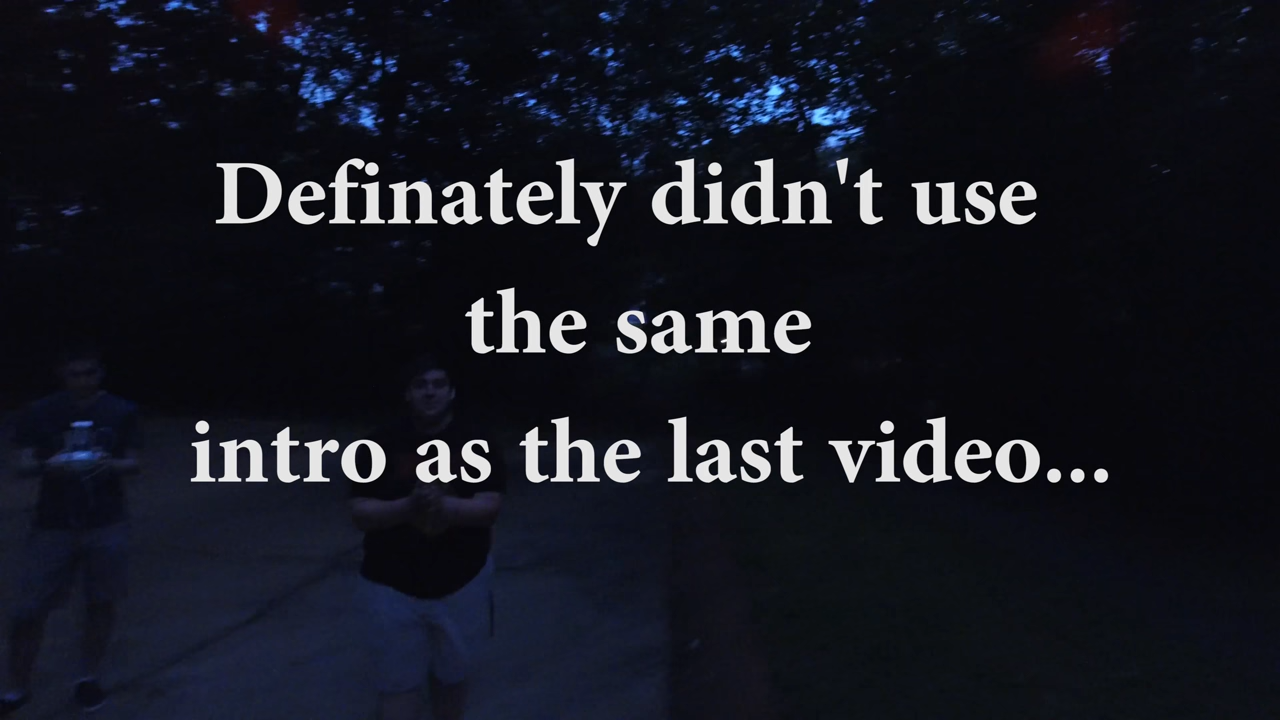 Definately didn't use
the same
intro as the last video...